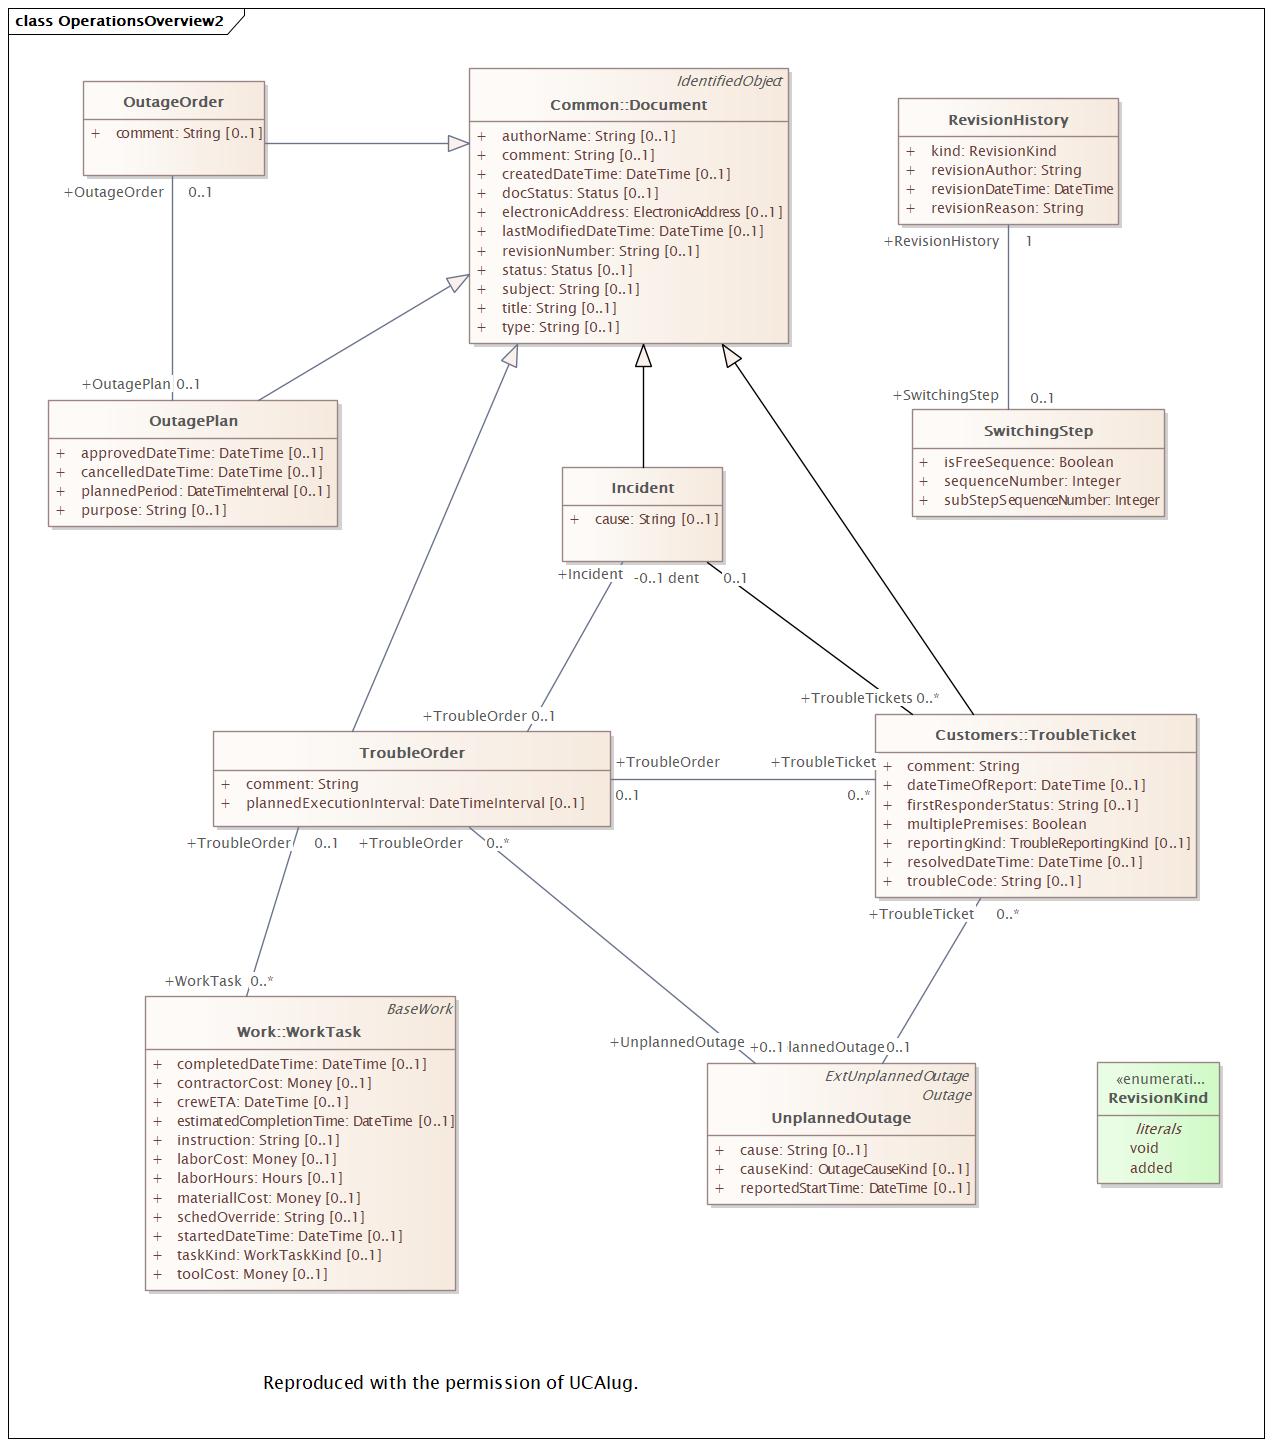 class OperationsOverview2
OutageOrder
+ comment: String [0..1]
+OutageOrder 0..1
IdentifiedObject
Common::Document
+ authorName: String [0..1]
+ comment: String [0..1]
+ createdDateTime: DateTime [0..1]
+ docStatus: Status [0..1]
+ electronicAddress: ElectronicAddress [0..1]
+ lastModifiedDateTime: DateTime [0..1]
+ revisionNumber: String [0..1]
+ status: Status [0..1]
+ subject: String [0..1]
+ title: String [0..1]
+ type: String [0..1]
RevisionHistory
+ kind: RevisionKind
+ revisionAuthor: String
+ revisionDateTime: DateTime
+ revisionReason: String
+RevisionHistory 1
+SwitchingStep 0..1
SwitchingStep
+ isFreeSequence: Boolean
+ sequenceNumber: Integer
+ subStepSequenceNumber: Integer
+OutagePlan 0..1
OutagePlan
+ approvedDateTime: DateTime [0..1]
+ cancelledDateTime: DateTime [0..1]
+ plannedPeriod: DateTimeInterval [0..1]
+ purpose: String [0..1]
Incident
+ cause: String [0..1]
+Incident -0..1 dent 0..1
+TroubleTickets 0..*
+TroubleOrder 0..1
TroubleOrder
+ comment: String
+ plannedExecutionInterval: DateTimeInterval [0..1]
+TroubleOrder +TroubleTicket
0..1 0..*
Customers::TroubleTicket
+ comment: String
+ dateTimeOfReport: DateTime [0..1]
+ firstResponderStatus: String [0..1]
+ multiplePremises: Boolean
+ reportingKind: TroubleReportingKind [0..1]
+ resolvedDateTime: DateTime [0..1]
+ troubleCode: String [0..1]
+TroubleOrder 0..1 +TroubleOrder 0..*
+TroubleTicket 0..*
+WorkTask 0..*
BaseWork
Work::WorkTask
+ completedDateTime: DateTime [0..1]
+ contractorCost: Money [0..1]
+ crewETA: DateTime [0..1]
+ estimatedCompletionTime: DateTime [0..1]
+ instruction: String [0..1]
+ laborCost: Money [0..1]
+ laborHours: Hours [0..1]
+ materiallCost: Money [0..1]
+ schedOverride: String [0..1]
+ startedDateTime: DateTime [0..1]
+ taskKind: WorkTaskKind [0..1]
+ toolCost: Money [0..1]
+UnplannedOutage +0..1 lannedOutage 0..1
ExtUnplannedOutage
Outage
UnplannedOutage
+ cause: String [0..1]
+ causeKind: OutageCauseKind [0..1]
+ reportedStartTime: DateTime [0..1]
«enumerati...
RevisionKind
literals
void
added
Reproduced with the permission of UCAIug.